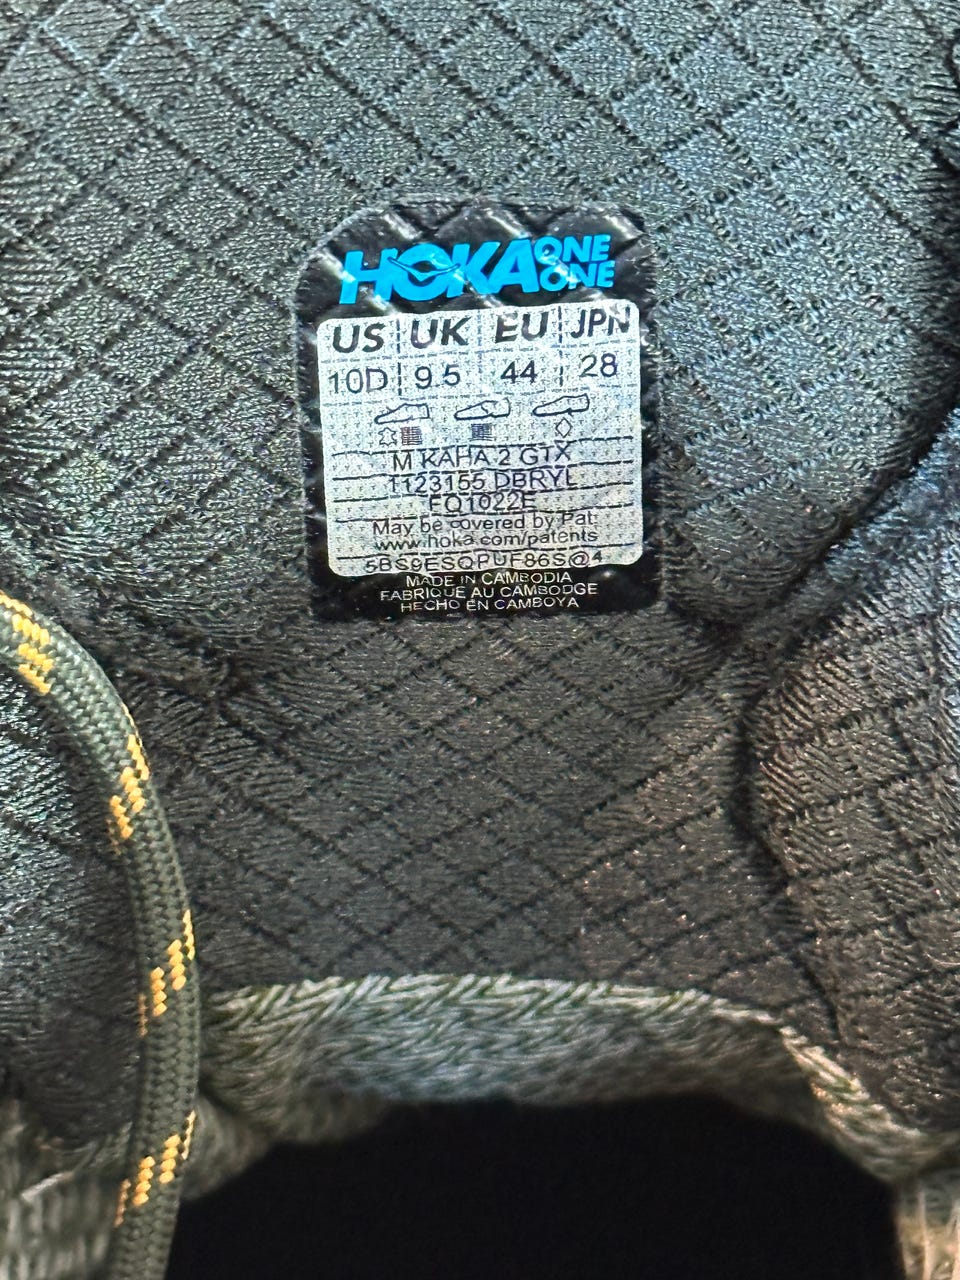 HOKA ONE ONE
US UK EU JPN
10D 9.5 44 28
M KAHA 2 GTX
1123155 DBRYL
FQ1022E
May be covered by Pat:
www.hoka.com/patents
5BS9ESQPUF86S@4
MADE IN CAMBODIA
FABRIQUE AU CAMBODGE
HECHO EN CAMBOYA